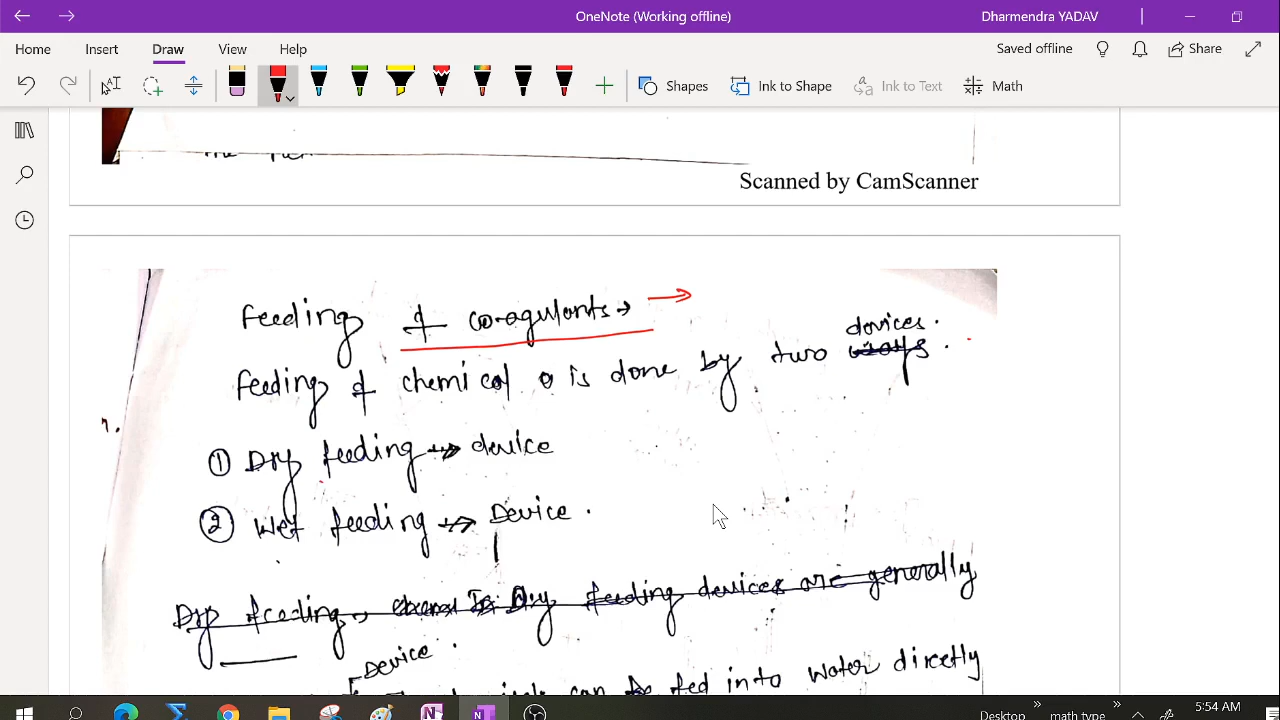 OneNote (Working offline)
Dharmendra YADAV
Home Insert Draw View Help
Saved offline
Share
Shapes
Ink to Shape
Ink to Text
Math
Scanned by CamScanner
feeding of coagulants →
devices.
feeding of chemical is done by two ways.
① Dry feeding → device
② Wet feeding → Device.
Dry feeding, Dry feeding devices are generally
Device.
can be fed into water directly
Desktop
math type
5:54 AM